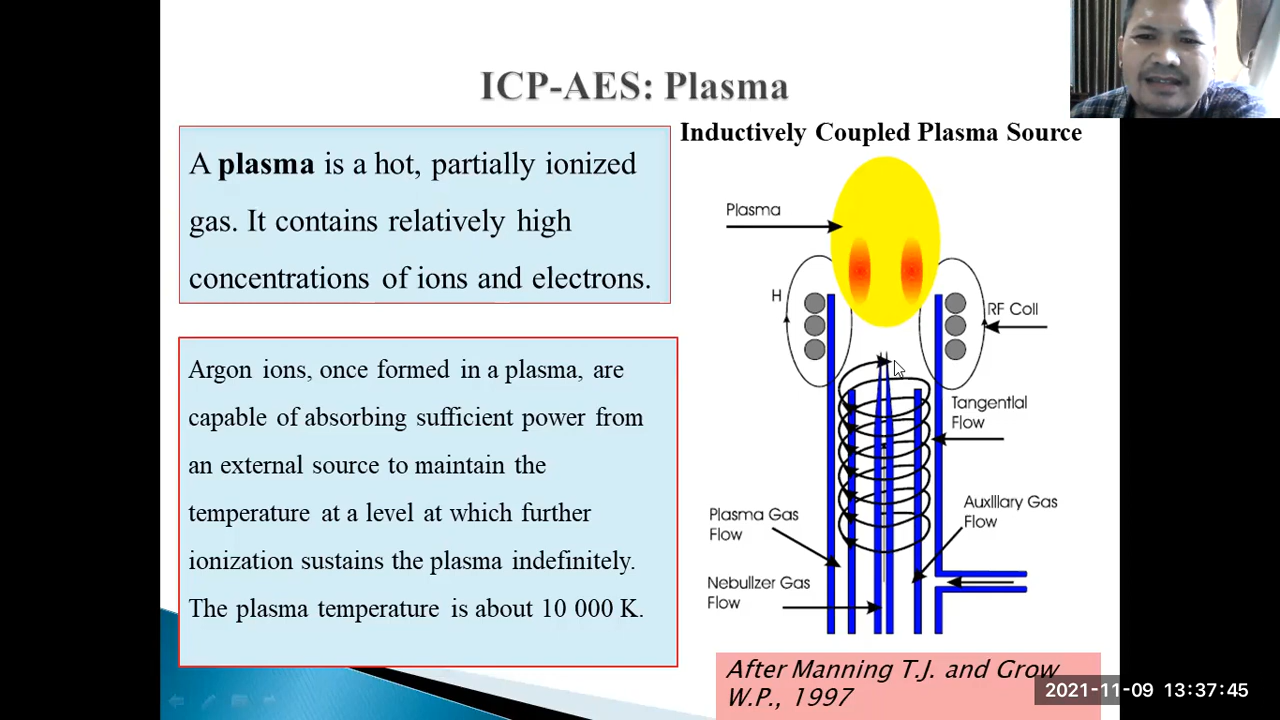 ICP-AES: Plasma
A plasma is a hot, partially ionized
gas. It contains relatively high
concentrations of ions and electrons.
Argon ions, once formed in a plasma, are
capable of absorbing sufficient power from
an external source to maintain the
temperature at a level at which further
ionization sustains the plasma indefinitely.
The plasma temperature is about 10 000 K.
Inductively Coupled Plasma Source
Plasma
H
RF Coil
Tangential
Flow
Auxiliary Gas
Flow
Plasma Gas
Flow
Nebulizer Gas
Flow
After Manning T.J. and Grow
W.P., 1997
2021-11-09 13:37:45